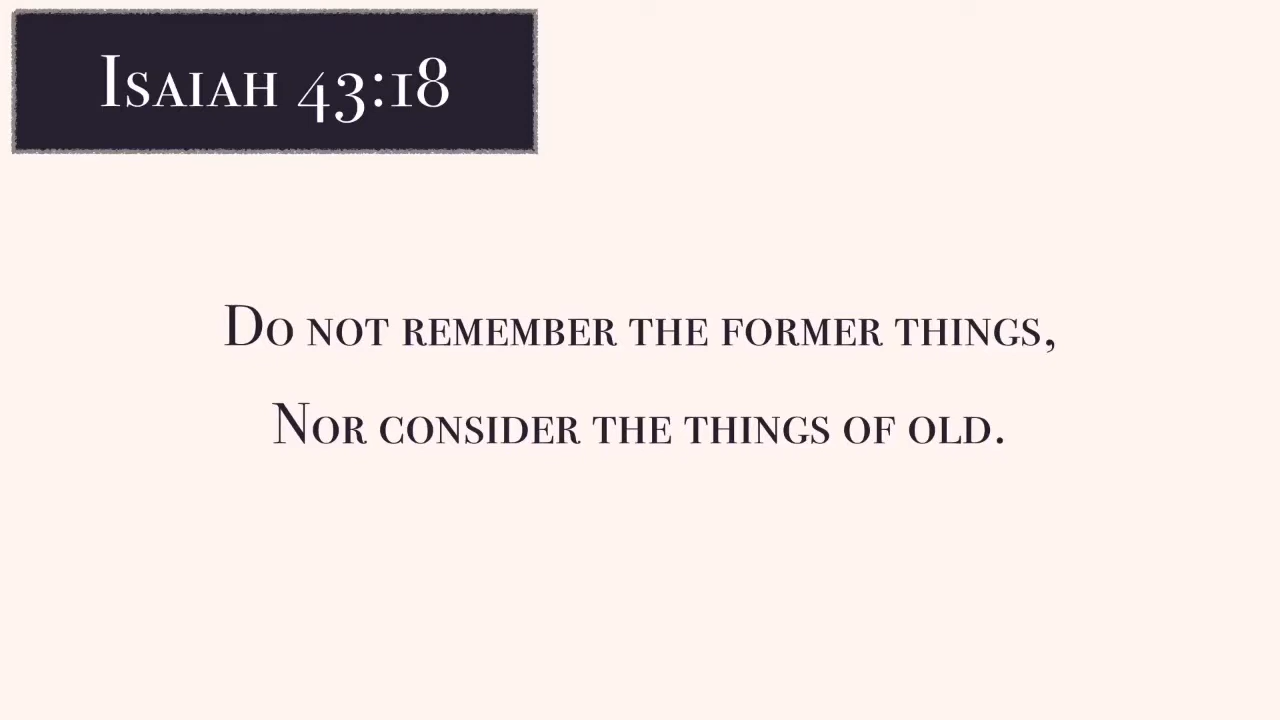 Isaiah 43:18
Do not remember the former things,
Nor consider the things of old.